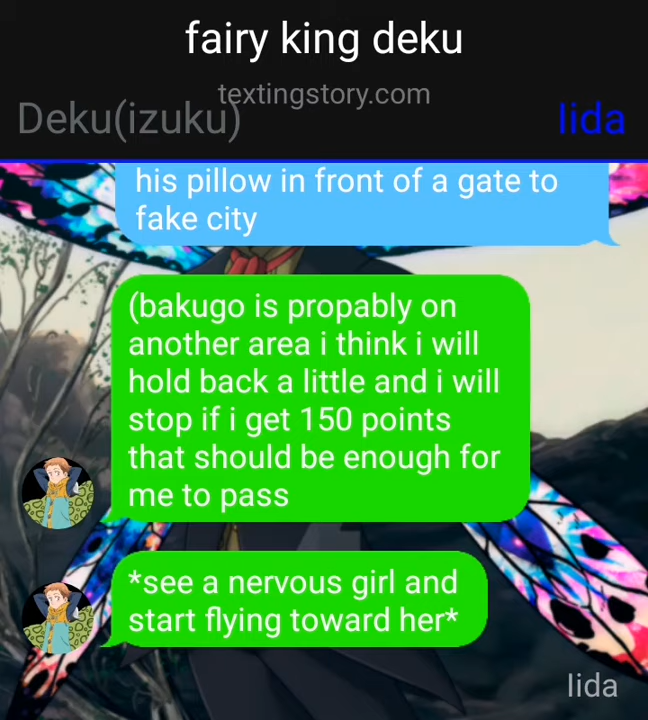 fairy king deku
textingstory.com
Deku(izuku)
Iida
his pillow in front of a gate to
fake city
(bakugo is propably on
another area i think i will
hold back a little and i will
stop if i get 150 points
that should be enough for
me to pass
*see a nervous girl and
start flying toward her*
Iida